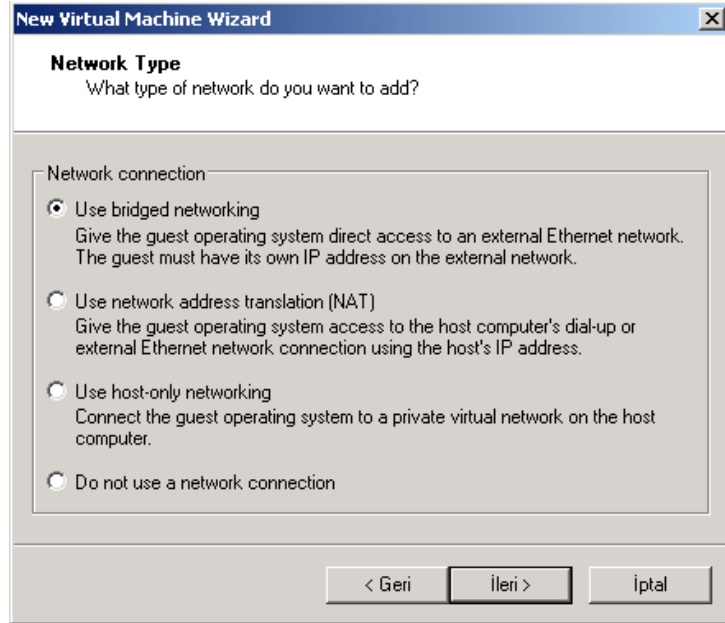 New Virtual Machine Wizard
Network Type
What type of network do you want to add?
Network connection
Use bridged networking
Give the guest operating system direct access to an external Ethernet network.
The guest must have its own IP address on the external network.
Use network address translation (NAT)
Give the guest operating system access to the host computer's dial-up or
external Ethernet network connection using the host's IP address.
Use host-only networking
Connect the guest operating system to a private virtual network on the host
computer.
Do not use a network connection
< Geri
İleri >
İptal